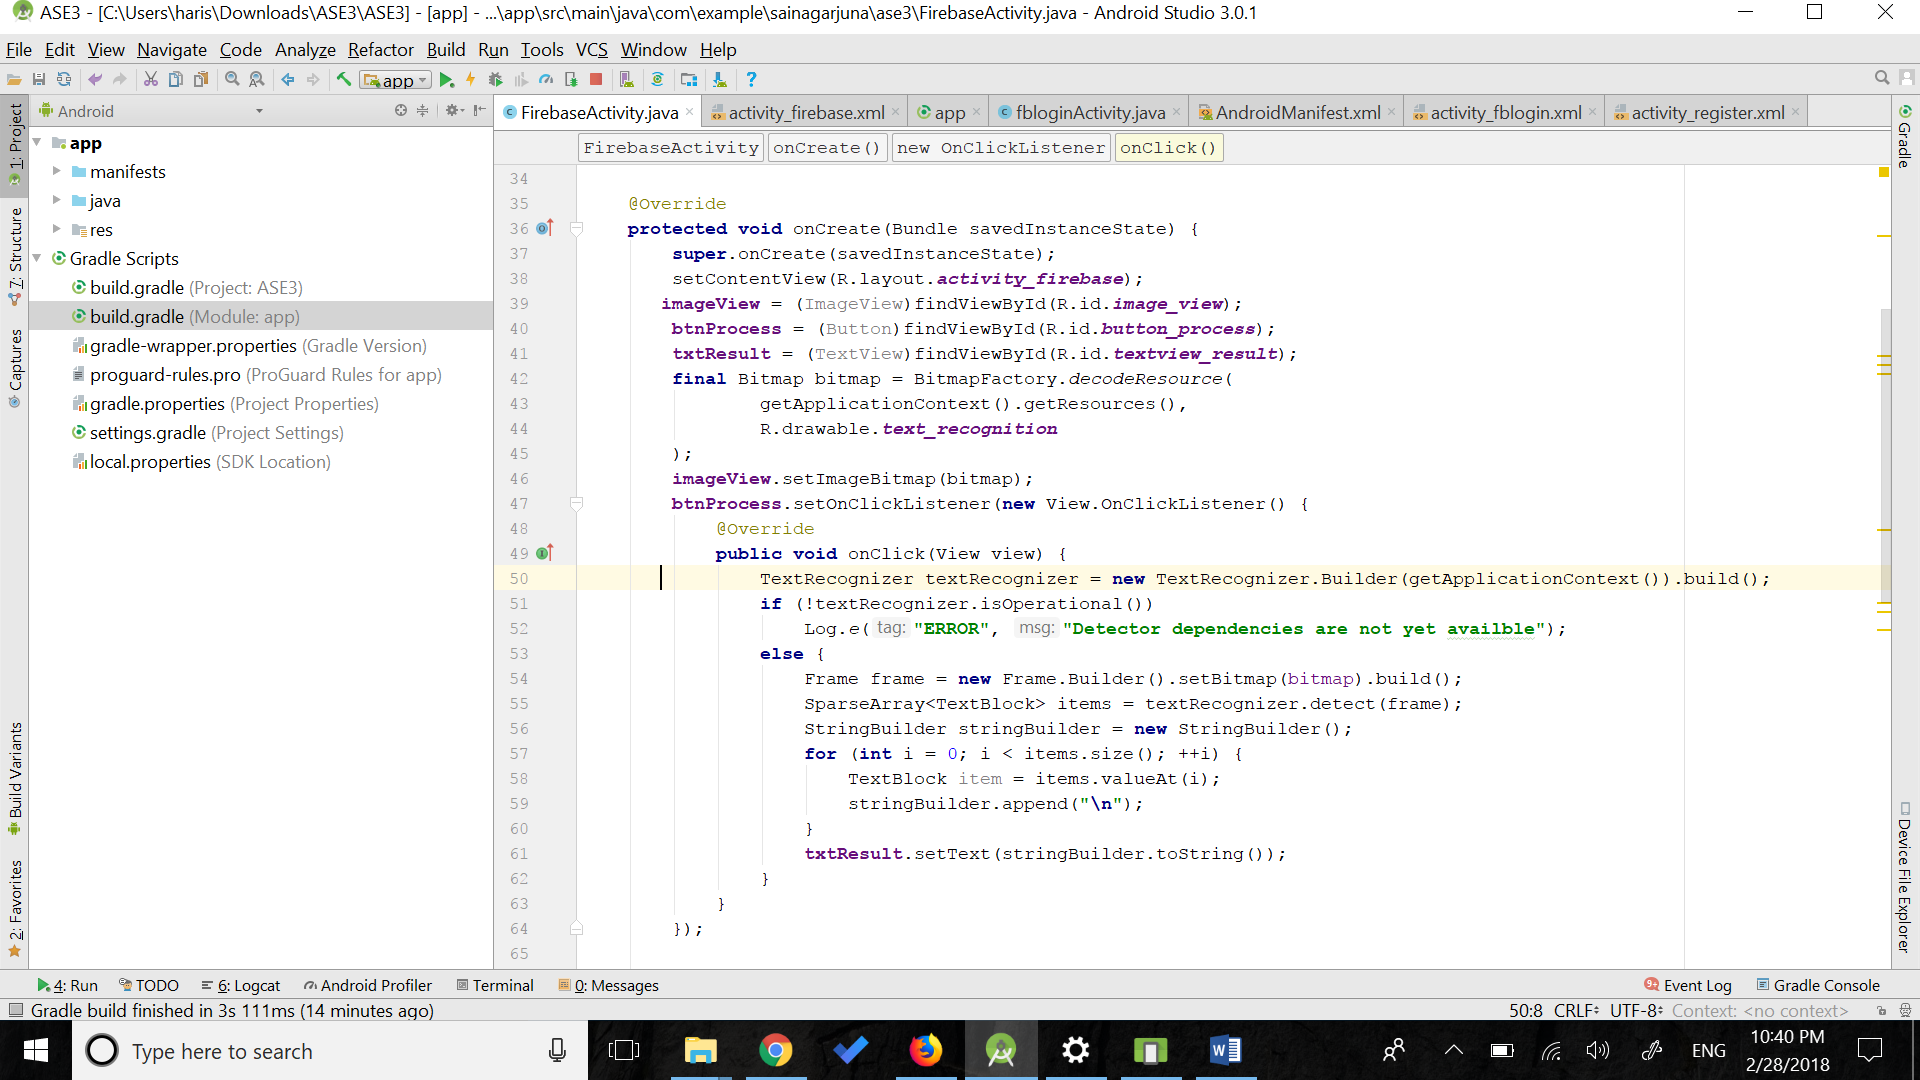 ASE3 - [C:\Users\haris\Downloads\ASE3\ASE3] - [app] - ...\app\src\main\java\com\example\sainagarjuna\ase3\FirebaseActivity.java - Android Studio 3.0.1
File Edit View Navigate Code Analyze Refactor Build Run Tools VCS Window Help
app
Android
FirebaseActivity.java activity_firebase.xml app fbloginActivity.java AndroidManifest.xml activity_fblogin.xml activity_register.xml
FirebaseActivity onCreate() new OnClickListener onClick()
1: Project
7: Structure
Captures
Build Variants
2: Favorites
app
manifests
java
res
Gradle Scripts
build.gradle (Project: ASE3)
build.gradle (Module: app)
gradle-wrapper.properties (Gradle Version)
proguard-rules.pro (ProGuard Rules for app)
gradle.properties (Project Properties)
settings.gradle (Project Settings)
local.properties (SDK Location)
34
35 @Override
36 protected void onCreate(Bundle savedInstanceState) {
37 super.onCreate(savedInstanceState);
38 setContentView(R.layout.activity_firebase);
39 imageView = (ImageView)findViewById(R.id.image_view);
40 btnProcess = (Button)findViewById(R.id.button_process);
41 txtResult = (TextView)findViewById(R.id.textview_result);
42 final Bitmap bitmap = BitmapFactory.decodeResource(
43 getApplicationContext().getResources(),
44 R.drawable.text_recognition
45 );
46 imageView.setImageBitmap(bitmap);
47 btnProcess.setOnClickListener(new View.OnClickListener() {
48 @Override
49 public void onClick(View view) {
50 TextRecognizer textRecognizer = new TextRecognizer.Builder(getApplicationContext()).build();
51 if (!textRecognizer.isOperational())
52 Log.e( tag: "ERROR", msg: "Detector dependencies are not yet availble");
53 else {
54 Frame frame = new Frame.Builder().setBitmap(bitmap).build();
55 SparseArray<TextBlock> items = textRecognizer.detect(frame);
56 StringBuilder stringBuilder = new StringBuilder();
57 for (int i = 0; i < items.size(); ++i) {
58 TextBlock item = items.valueAt(i);
59 stringBuilder.append("\n");
60 }
61 txtResult.setText(stringBuilder.toString());
62 }
63 }
64 });
65
Gradle
Device File Explorer
4: Run TODO 6: Logcat Android Profiler Terminal 0: Messages Event Log Gradle Console
Gradle build finished in 3s 111ms (14 minutes ago) 50:8 CRLF UTF-8 Context: <no context>
Type here to search
ENG
10:40 PM
2/28/2018